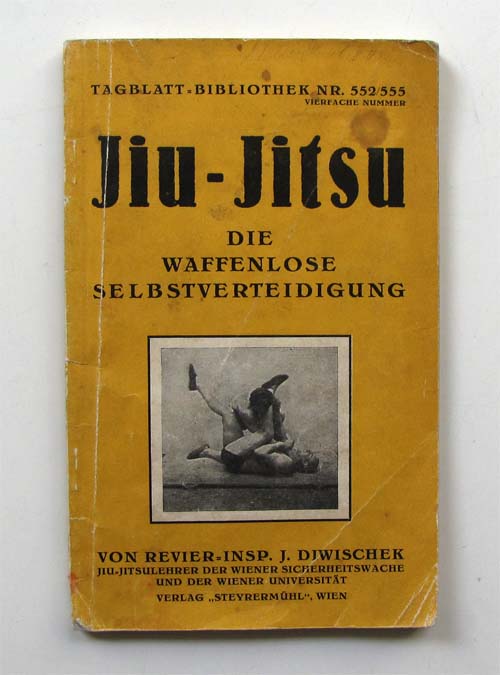 TAGBLATT=BIBLIOTHEK NR. 552/555
VIERFACHE NUMMER
Jiu-Jitsu
DIE
WAFFENLOSE
SELBSTVERTEIDIGUNG
VON REVIER=INSP. J. DIWISCHEK
JIU-JITSULEHRER DER WIENER SICHERHEITSWACHE
UND DER WIENER UNIVERSITÄT
VERLAG „STEYRERMÜHL", WIEN